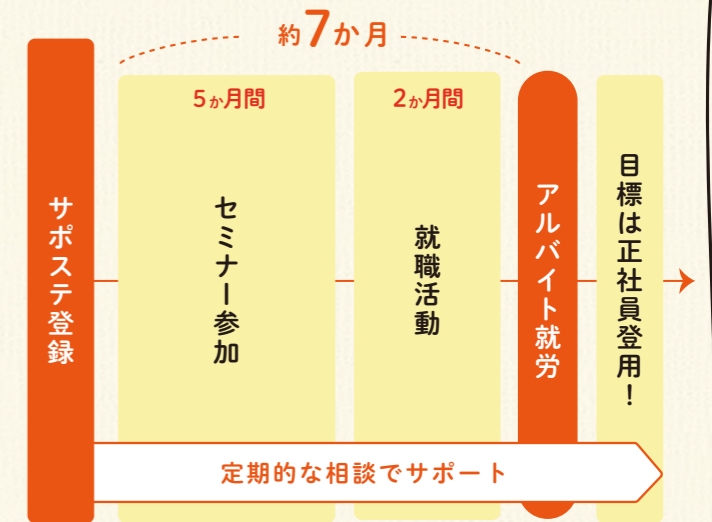 約7か月
サポステ登録
5か月間
セミナー参加
2か月間
就職活動
アルバイト就労
目標は正社員登用！
定期的な相談でサポート